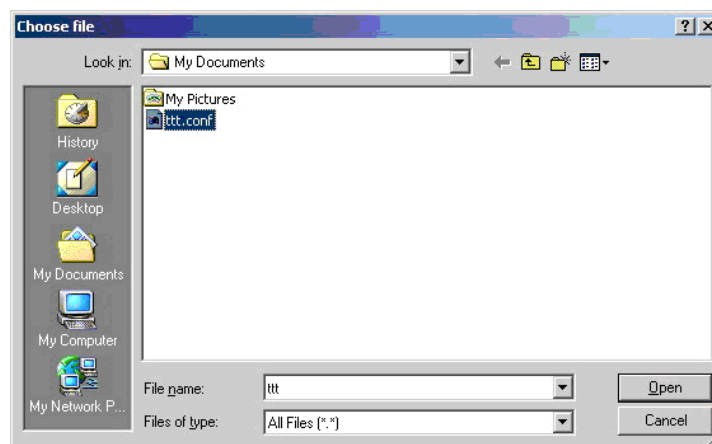 Choose file
Look in: My Documents
History
Desktop
My Documents
My Computer
My Network P...
My Pictures
ttt.conf
File name: ttt Open
Files of type: All Files (*.*) Cancel